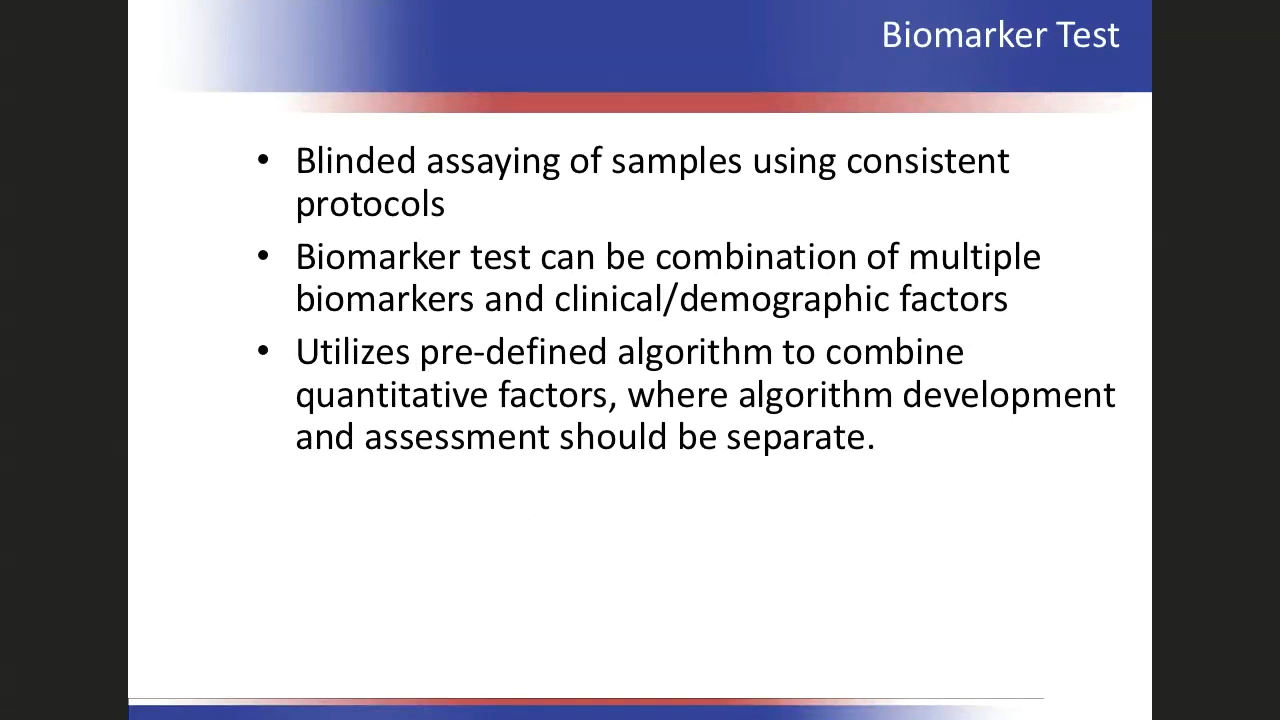 Biomarker Test
• Blinded assaying of samples using consistent
protocols
• Biomarker test can be combination of multiple
biomarkers and clinical/demographic factors
• Utilizes pre-defined algorithm to combine
quantitative factors, where algorithm development
and assessment should be separate.